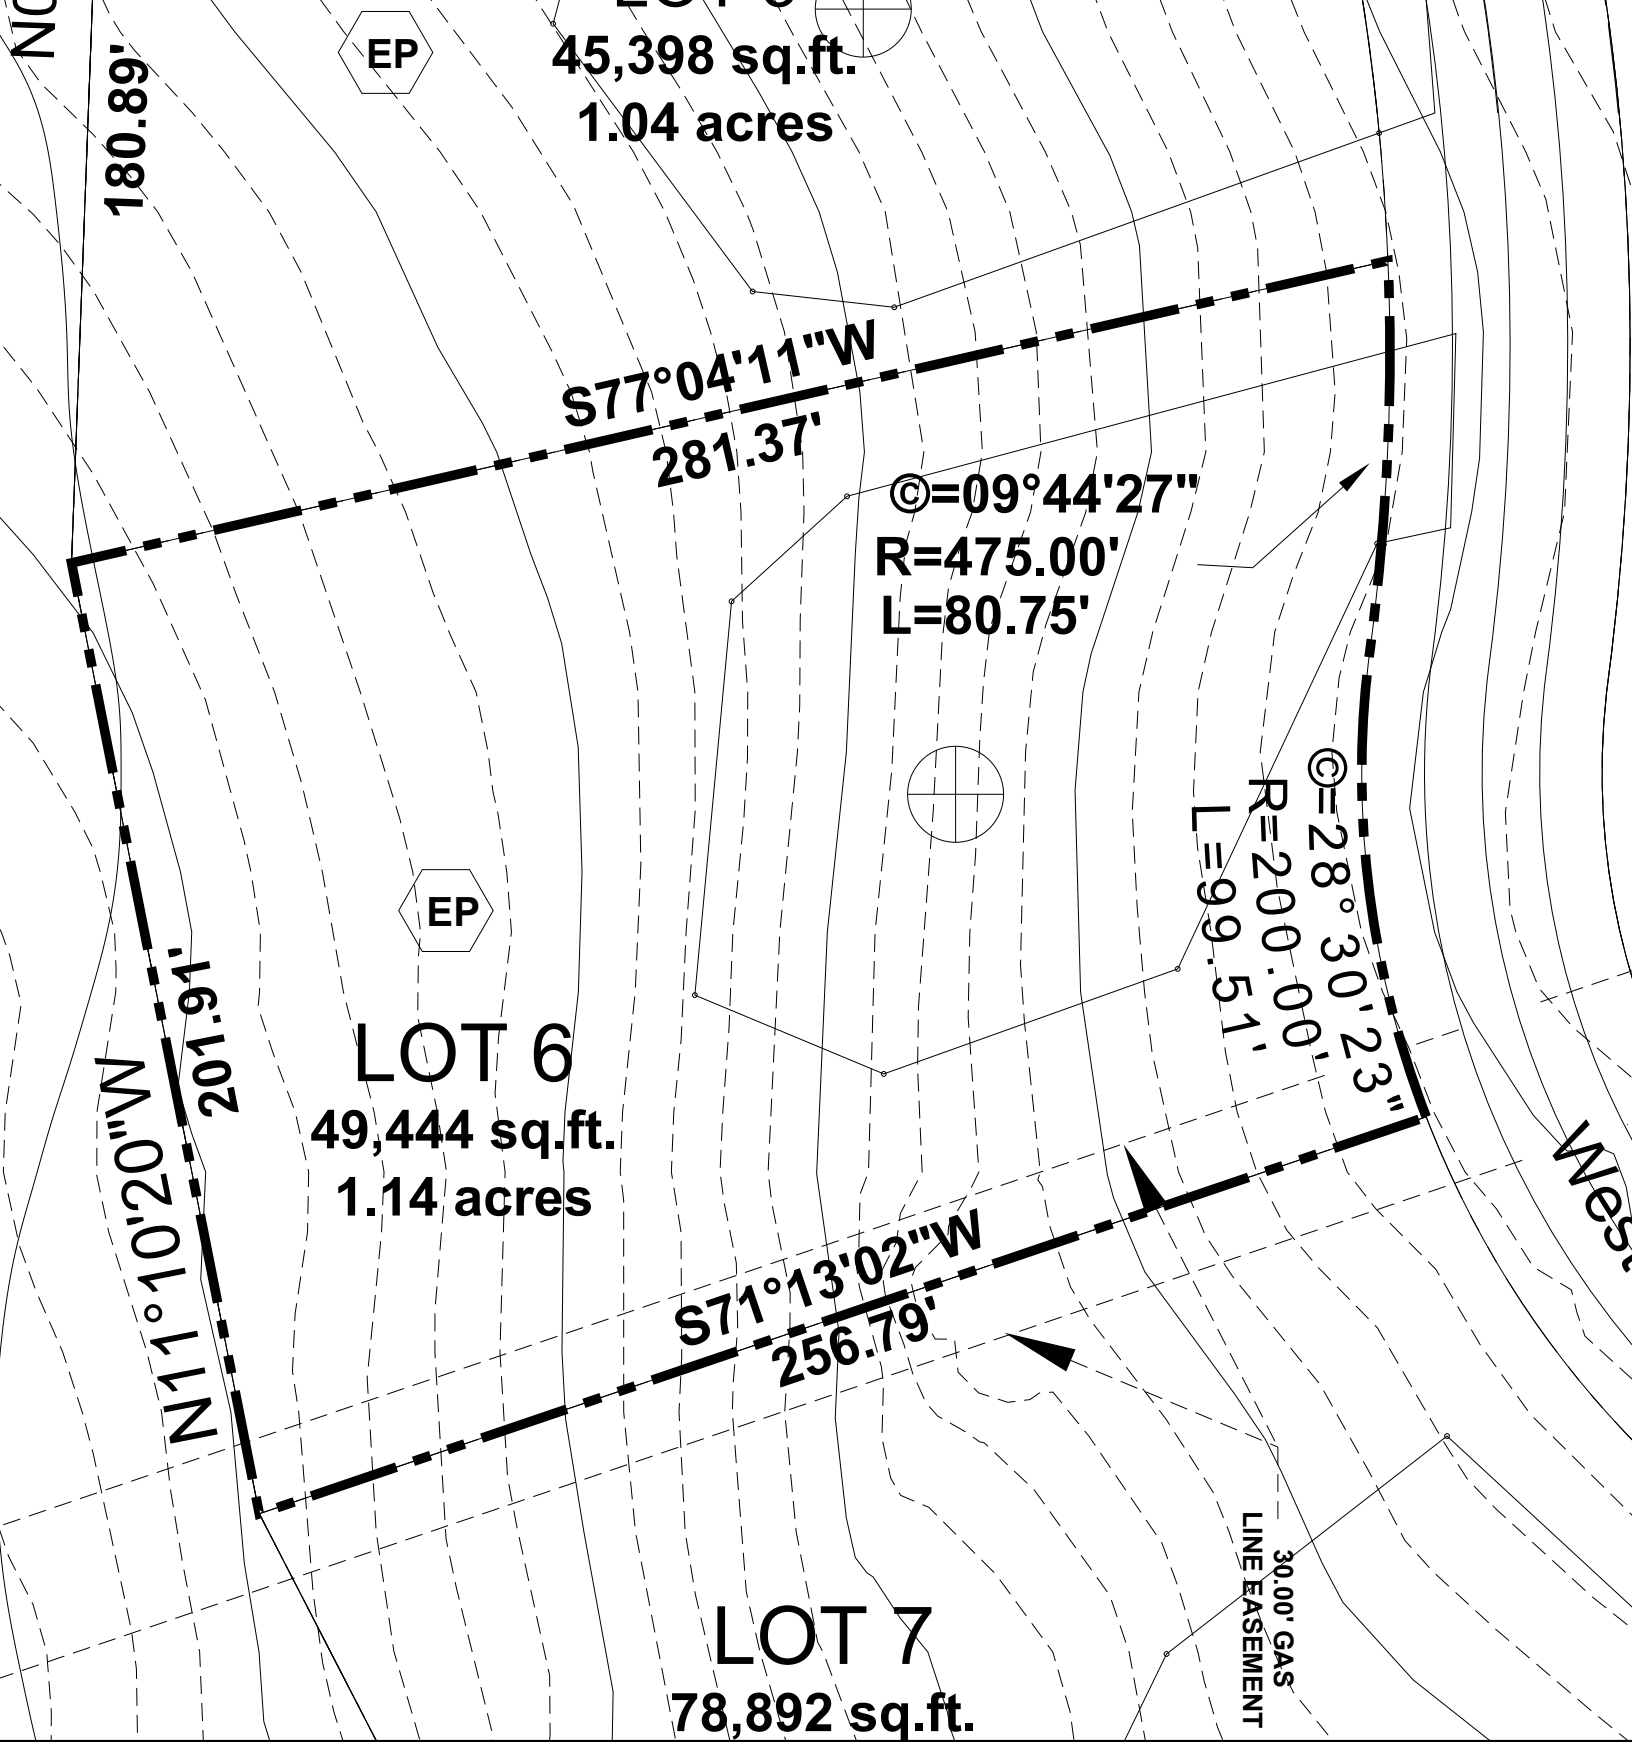 EP
45,398 sq.ft.
1.04 acres
180.89'
S77°04'11"W
281.37'
©=09°44'27"
R=475.00'
L=80.75'
©=28°30'23"
R=200.00'
L=99.51'
EP
201.91'
N11°10'20"W
LOT 6
49,444 sq.ft.
1.14 acres
S71°13'02"W
256.79'
West
30.00' GAS
LINE EASEMENT
LOT 7
78,892 sq.ft.